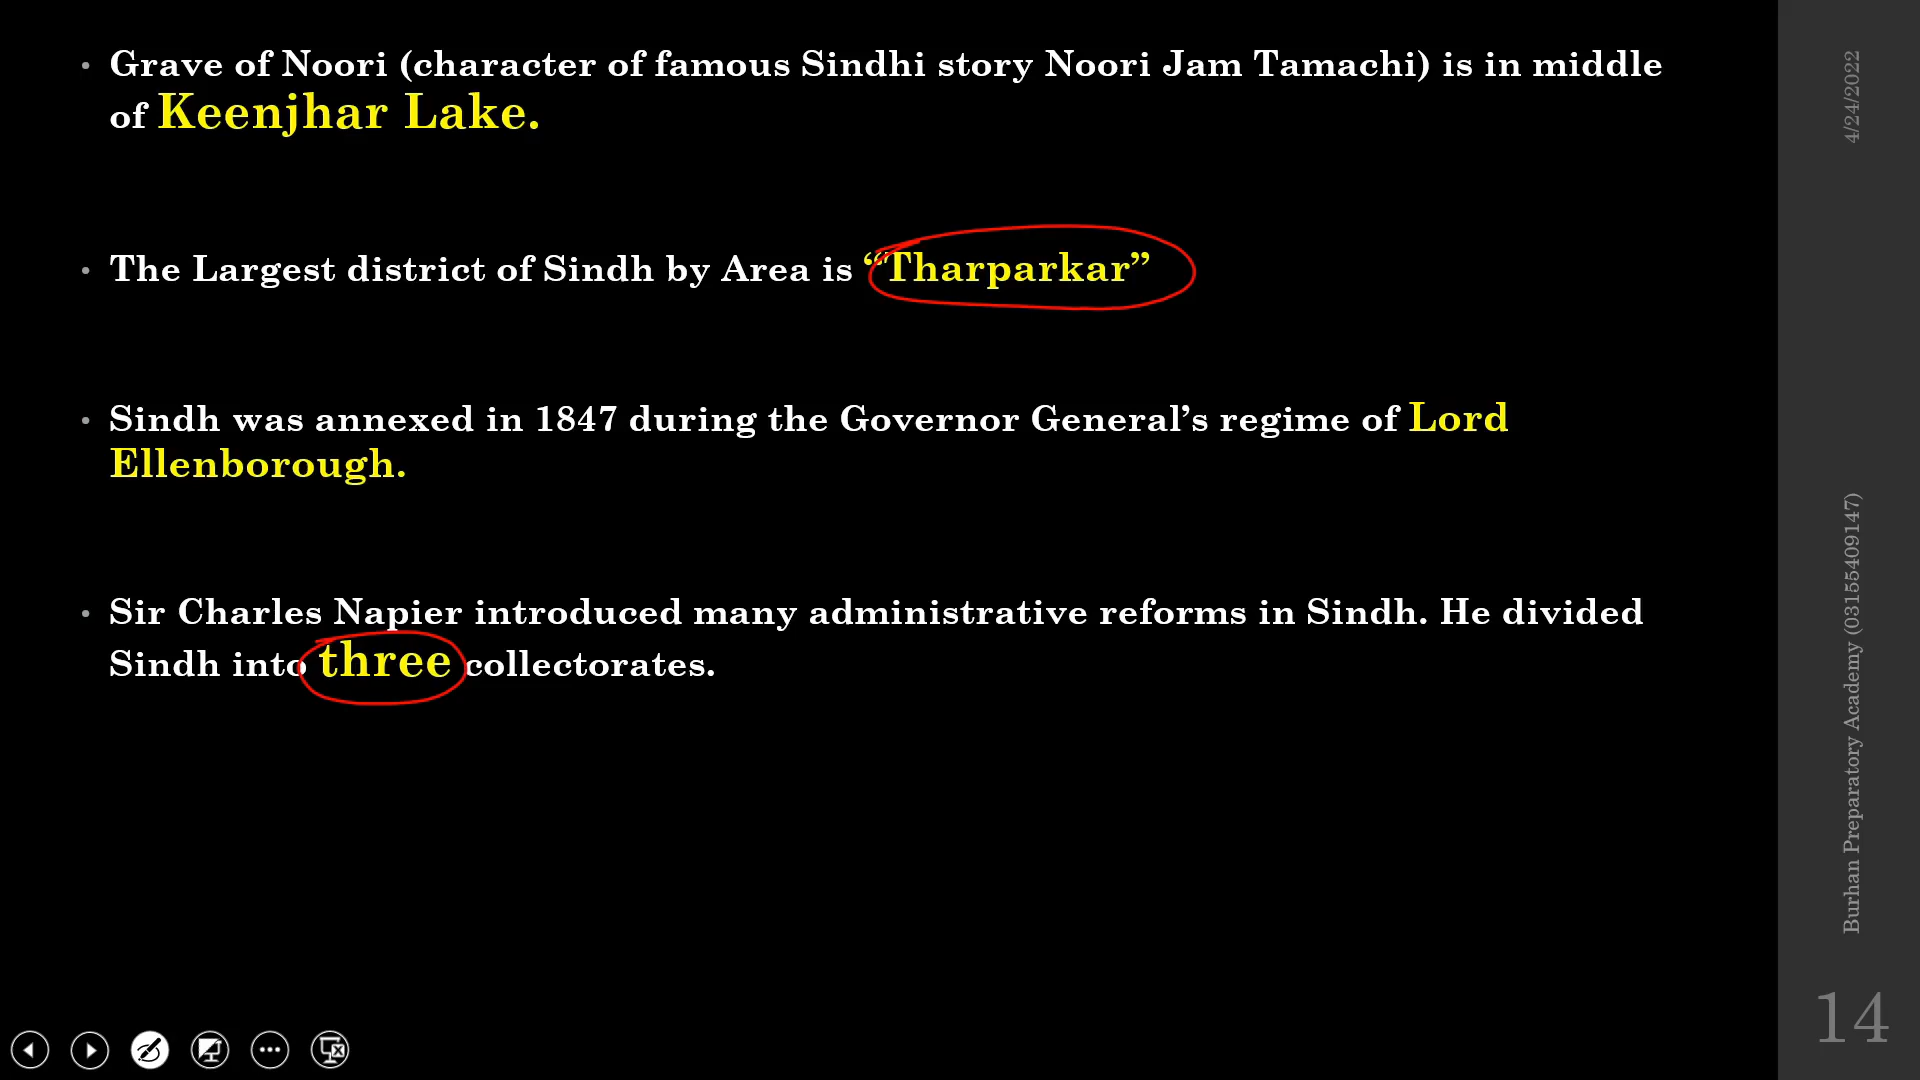 • Grave of Noori (character of famous Sindhi story Noori Jam Tamachi) is in middle
of Keenjhar Lake.
• The Largest district of Sindh by Area is “Tharparkar”
• Sindh was annexed in 1847 during the Governor General’s regime of Lord
Ellenborough.
• Sir Charles Napier introduced many administrative reforms in Sindh. He divided
Sindh into three collectorates.
4/24/2022
Burhan Preparatory Academy (03155409147)
14